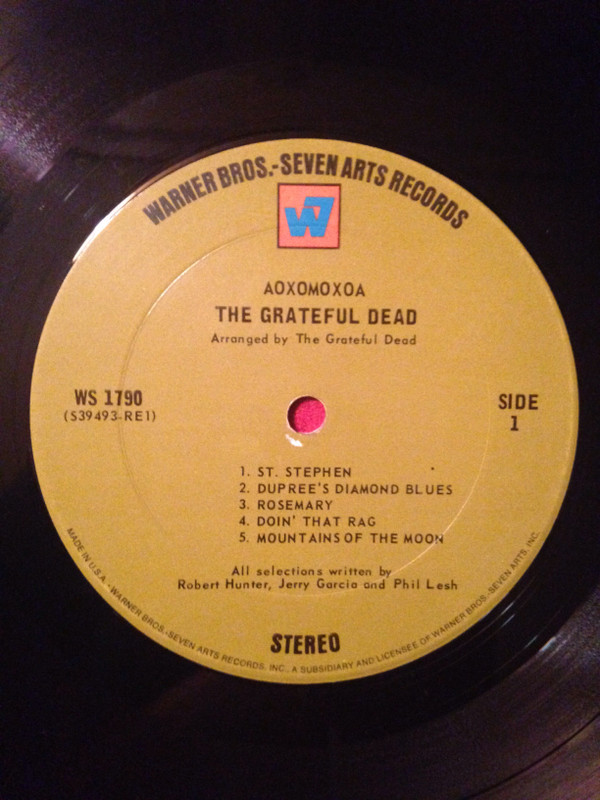 WARNER BROS.-SEVEN ARTS RECORDS
W7
AOXOMOXOA
THE GRATEFUL DEAD
Arranged by The Grateful Dead
WS 1790
(S39493-RE1)
SIDE
1
1. ST. STEPHEN
2. DUPREE'S DIAMOND BLUES
3. ROSEMARY
4. DOIN' THAT RAG
5. MOUNTAINS OF THE MOON
All selections written by
Robert Hunter, Jerry Garcia and Phil Lesh
STEREO
MADE IN U.S.A. · WARNER BROS.-SEVEN ARTS RECORDS, INC., A SUBSIDIARY AND LICENSEE OF WARNER BROS.-SEVEN ARTS, INC.